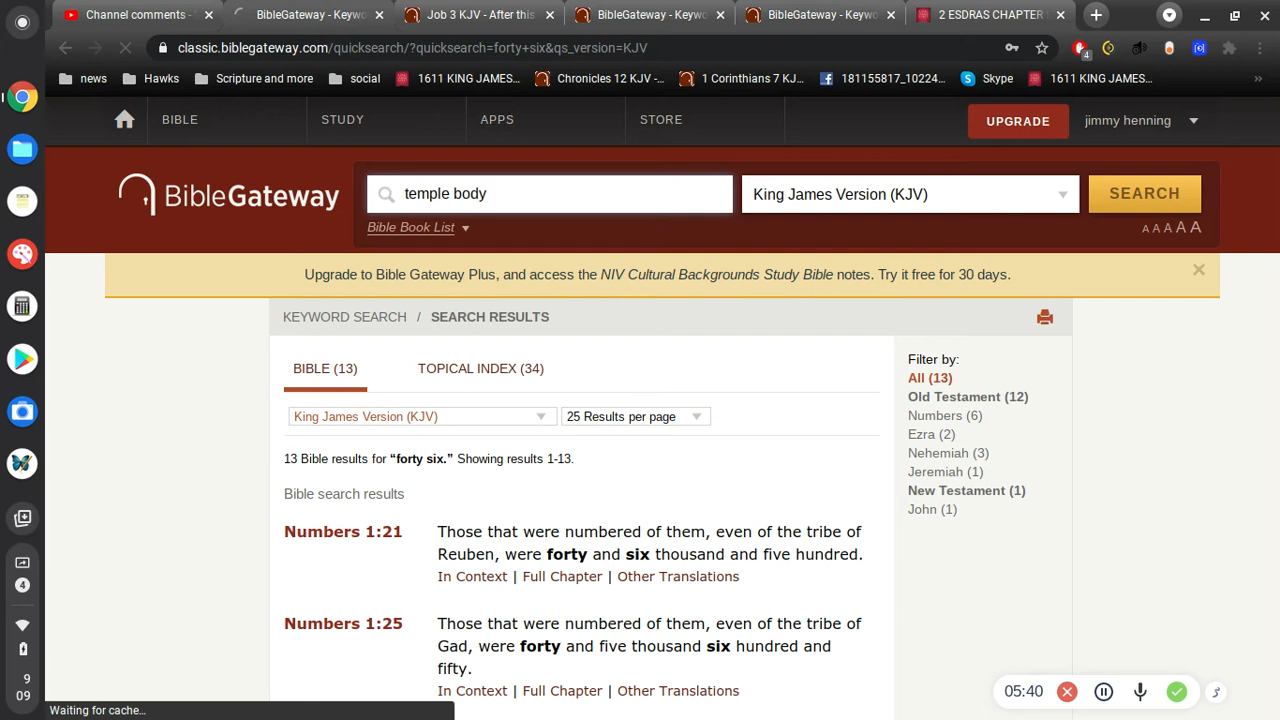 Channel comments -
BibleGateway - Keyw
Job 3 KJV - After this
BibleGateway - Keywo
BibleGateway - Keywo
2 ESDRAS CHAPTER
classic.biblegateway.com/quicksearch/?quicksearch=forty+six&qs_version=KJV
4
news
Hawks
Scripture and more
social
1611 KING JAMES...
Chronicles 12 KJV -...
1 Corinthians 7 KJ...
181155817_10224...
Skype
1611 KING JAMES...
BIBLE
STUDY
APPS
STORE
UPGRADE
jimmy henning
BibleGateway
temple body
King James Version (KJV)
SEARCH
Bible Book List
A A A A A
Upgrade to Bible Gateway Plus, and access the NIV Cultural Backgrounds Study Bible notes. Try it free for 30 days.
KEYWORD SEARCH / SEARCH RESULTS
BIBLE (13)
TOPICAL INDEX (34)
King James Version (KJV)
25 Results per page
13 Bible results for “forty six.” Showing results 1-13.
Bible search results
Numbers 1:21
Those that were numbered of them, even of the tribe of
Reuben, were forty and six thousand and five hundred.
In Context | Full Chapter | Other Translations
Numbers 1:25
Those that were numbered of them, even of the tribe of
Gad, were forty and five thousand six hundred and
fifty.
In Context | Full Chapter | Other Translations
Filter by:
All (13)
Old Testament (12)
Numbers (6)
Ezra (2)
Nehemiah (3)
Jeremiah (1)
New Testament (1)
John (1)
4
9
09
05:40
Waiting for cache...